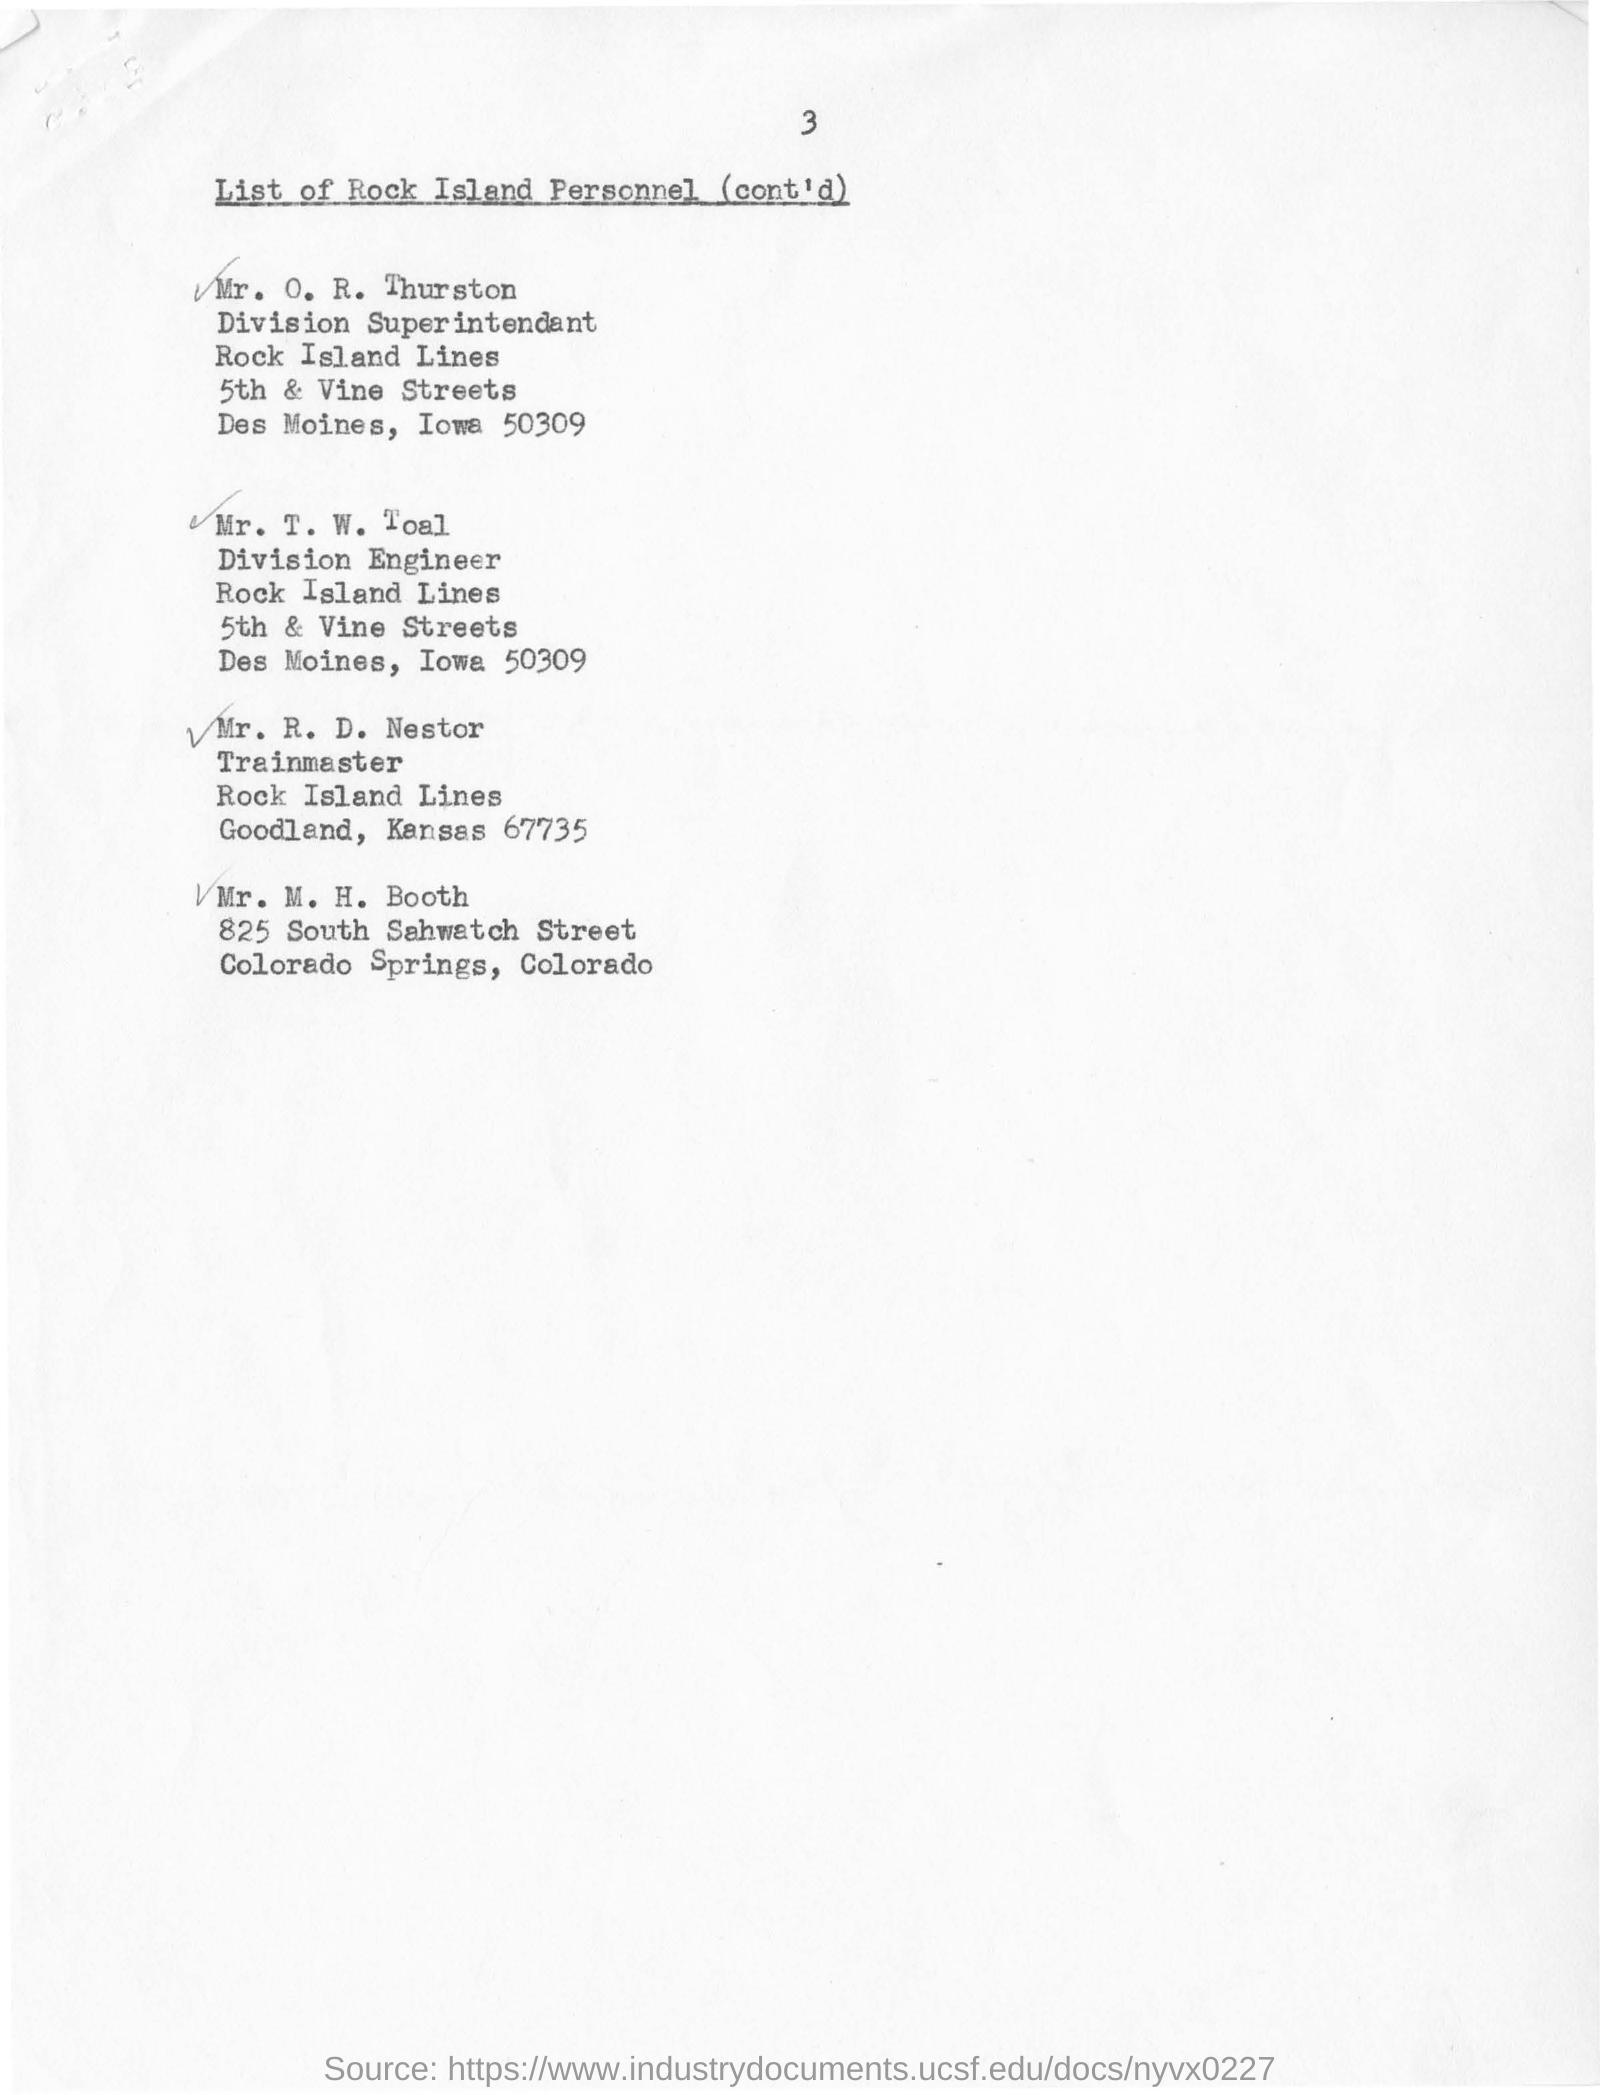 3
List of Rock Island Personnel (cont'd)
Mr. O. R. Thurston
Division Superintendant
Rock Island Lines
5th & Vine Streets
Des Moines, Iowa 50309
Mr. T. W. Toal
Division Engineer
Rock Island Lines
5th & Vine Streets
Des Moines, Iowa 50309
Mr. R. D. Nestor
Trainmaster
Rock Island Lines
Goodland, Kansas 67735
Mr. M. H. Booth
825 South Sahwatch Street
Colorado Springs, Colorado
Source: https://www.industrydocuments.ucsf.edu/docs/nyvx0227